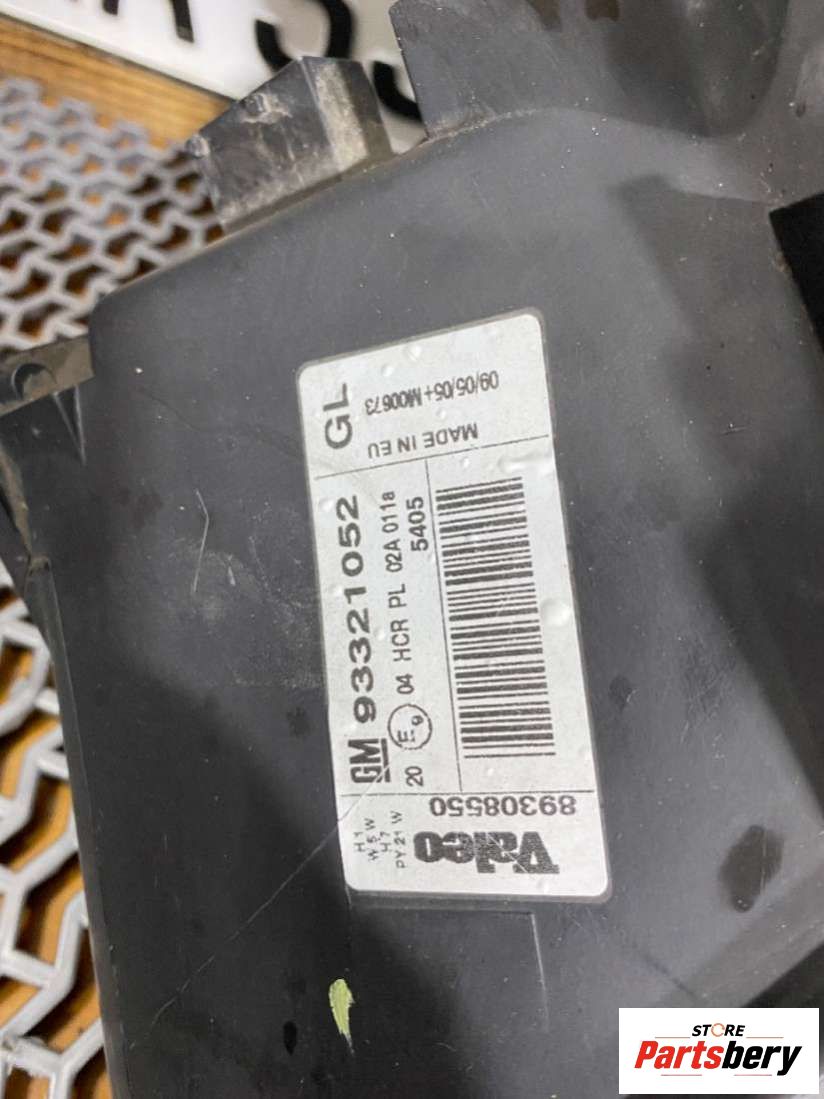 GL
09/05/05+M00673
MADE IN EU
GM 93321052
20 E9 04 HCR PL 02A 011a
5405
H1
W5W
H7
PY21W
89308550
Valeo
STORE
Partsbery